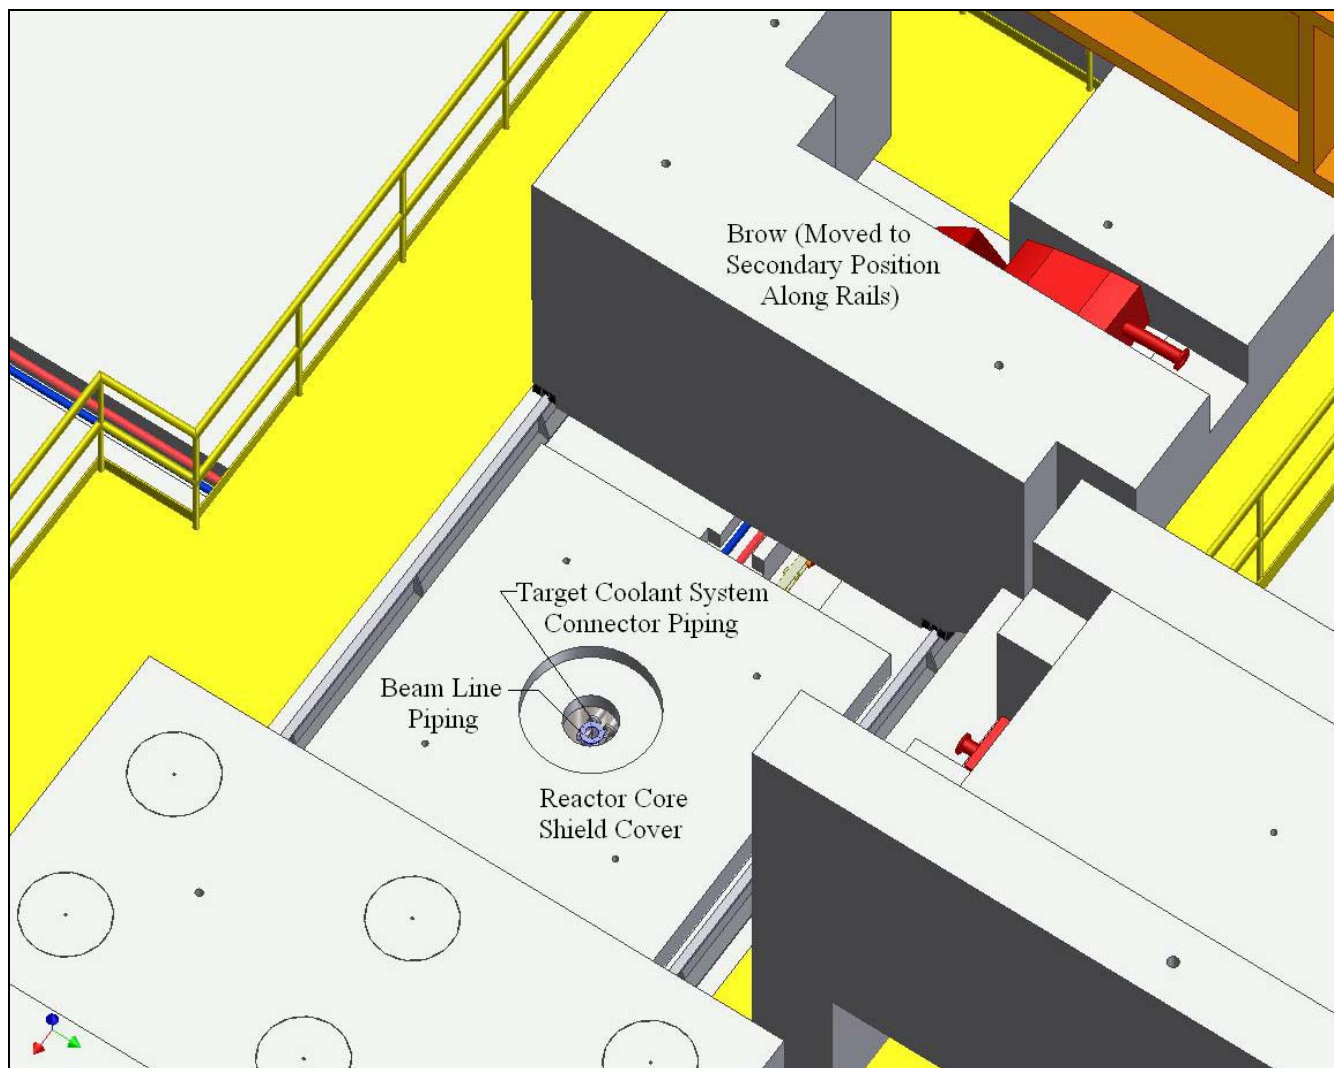 Brow (Moved to
Secondary Position
Along Rails)
Target Coolant System
Connector Piping
Beam Line
Piping
Reactor Core
Shield Cover